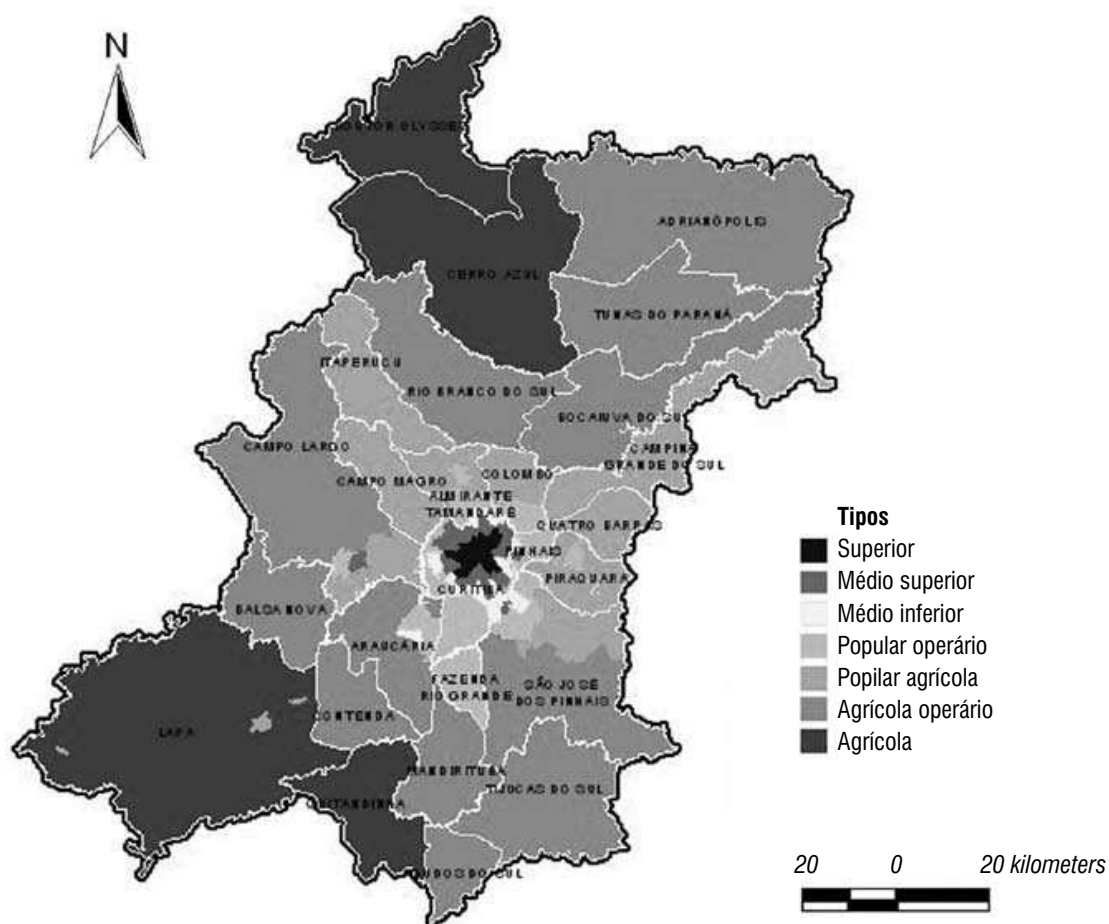 N
ADRIANÓPOLIS
CERRO AZUL
TUNAS DO PARANÁ
ITAPERUÇU
RIO BRANCO DO SUL
BOCAIUVA DO SUL
CAMPO LARGO
CAMPINA
GRANDE DO SUL
CAMPO MAGRO
COLOMBO
ALMIRANTE
TAMANDARÉ
QUATRO BARRAS
PINHAIS
PIRAQUARA
CURITIBA
BALSA NOVA
ARAUCÁRIA
FAZENDA
RIO GRANDE
SÃO JOSÉ
DOS PINHAIS
CONTENDA
LAPA
MANDIRITUBA
TIJUCAS DO SUL
QUITANDINHA
Tipos
Superior
Médio superior
Médio inferior
Popular operário
Popilar agrícola
Agrícola operário
Agrícola
20 0 20 kilometers